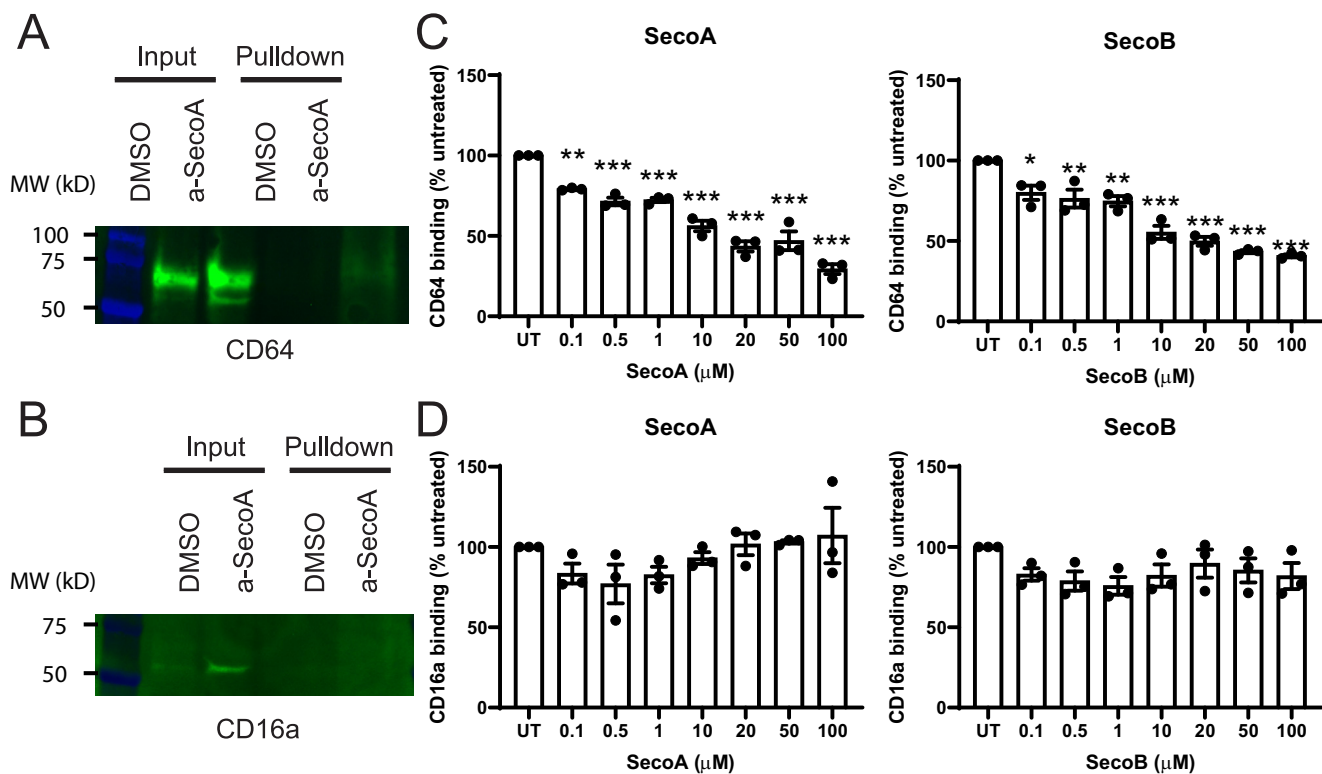 A
Input Pulldown
DMSO
a-SecoA
DMSO
a-SecoA
MW (kD)
100
75
50
CD64
B
Input Pulldown
DMSO
a-SecoA
DMSO
a-SecoA
MW (kD)
75
50
CD16a
C
SecoA
CD64 binding (% untreated)
150
100
50
0
** *** *** *** *** *** ***
UT 0.1 0.5 1 10 20 50 100
SecoA (μM)
SecoB
CD64 binding (% untreated)
150
100
50
0
* ** ** *** *** *** ***
UT 0.1 0.5 1 10 20 50 100
SecoB (μM)
D
SecoA
CD16a binding (% untreated)
150
100
50
0
UT 0.1 0.5 1 10 20 50 100
SecoA (μM)
SecoB
CD16a binding (% untreated)
150
100
50
0
UT 0.1 0.5 1 10 20 50 100
SecoB (μM)